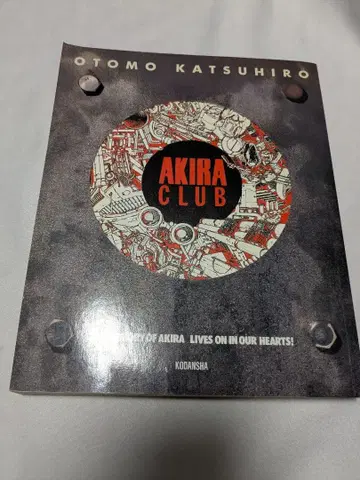 OTOMO KATSUHIRO
AKIRA
CLUB
OF AKIRA LIVES ON IN OUR HEARTS!
KODANSHA